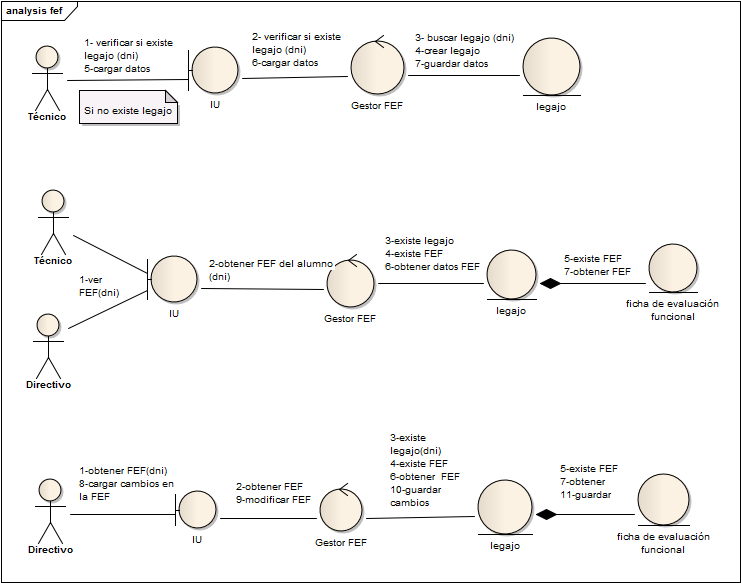 analysis fef
1- verificar si existe
legajo (dni)
5-cargar datos
2- verificar si existe
legajo (dni)
6-cargar datos
3- buscar legajo (dni)
4-crear legajo
7-guardar datos
Si no existe legajo
Técnico
IU
Gestor FEF
legajo
Técnico
1-ver
FEF(dni)
Directivo
IU
2-obtener FEF del alumno
(dni)
Gestor FEF
3-existe legajo
4-existe FEF
6-obtener datos FEF
legajo
5-existe FEF
7-obtener FEF
ficha de evaluación
funcional
1-obtener FEF(dni)
8-cargar cambios en
la FEF
Directivo
IU
2-obtener FEF
9-modificar FEF
Gestor FEF
3-existe
legajo(dni)
4-existe FEF
6-obtener  FEF
10-guardar
cambios
legajo
5-existe FEF
7-obtener
11-guardar
ficha de evaluación
funcional